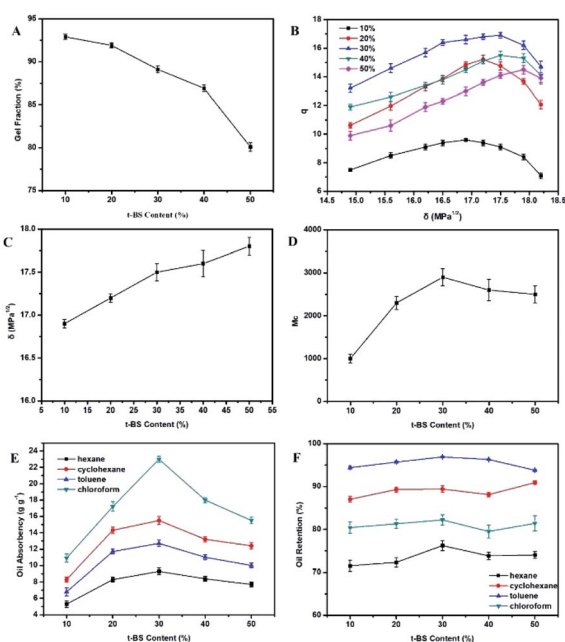 A
95
90
85
80
75
Gel Fraction (%)
10 20 30 40 50
t-BS Content (%)
B
18
16
14
12
10
8
6
q
10%
20%
30%
40%
50%
14.5 15.0 15.5 16.0 16.5 17.0 17.5 18.0 18.5
δ (MPa1/2)
C
18.0
17.5
17.0
16.5
16.0
δ (MPa1/2)
5 10 15 20 25 30 35 40 45 50 55
t-BS Content (%)
D
4000
3000
2000
1000
0
Mc
10 20 30 40 50
t-BS Content (%)
E
24
22
20
18
16
14
12
10
8
6
4
Oil Absorbency (g g-1)
hexane
cyclohexane
toluene
chloroform
10 20 30 40 50
t-BS Content (%)
F
100
90
80
70
60
Oil Retention (%)
hexane
cyclohexane
toluene
chloroform
10 20 30 40 50
t-BS Content (%)